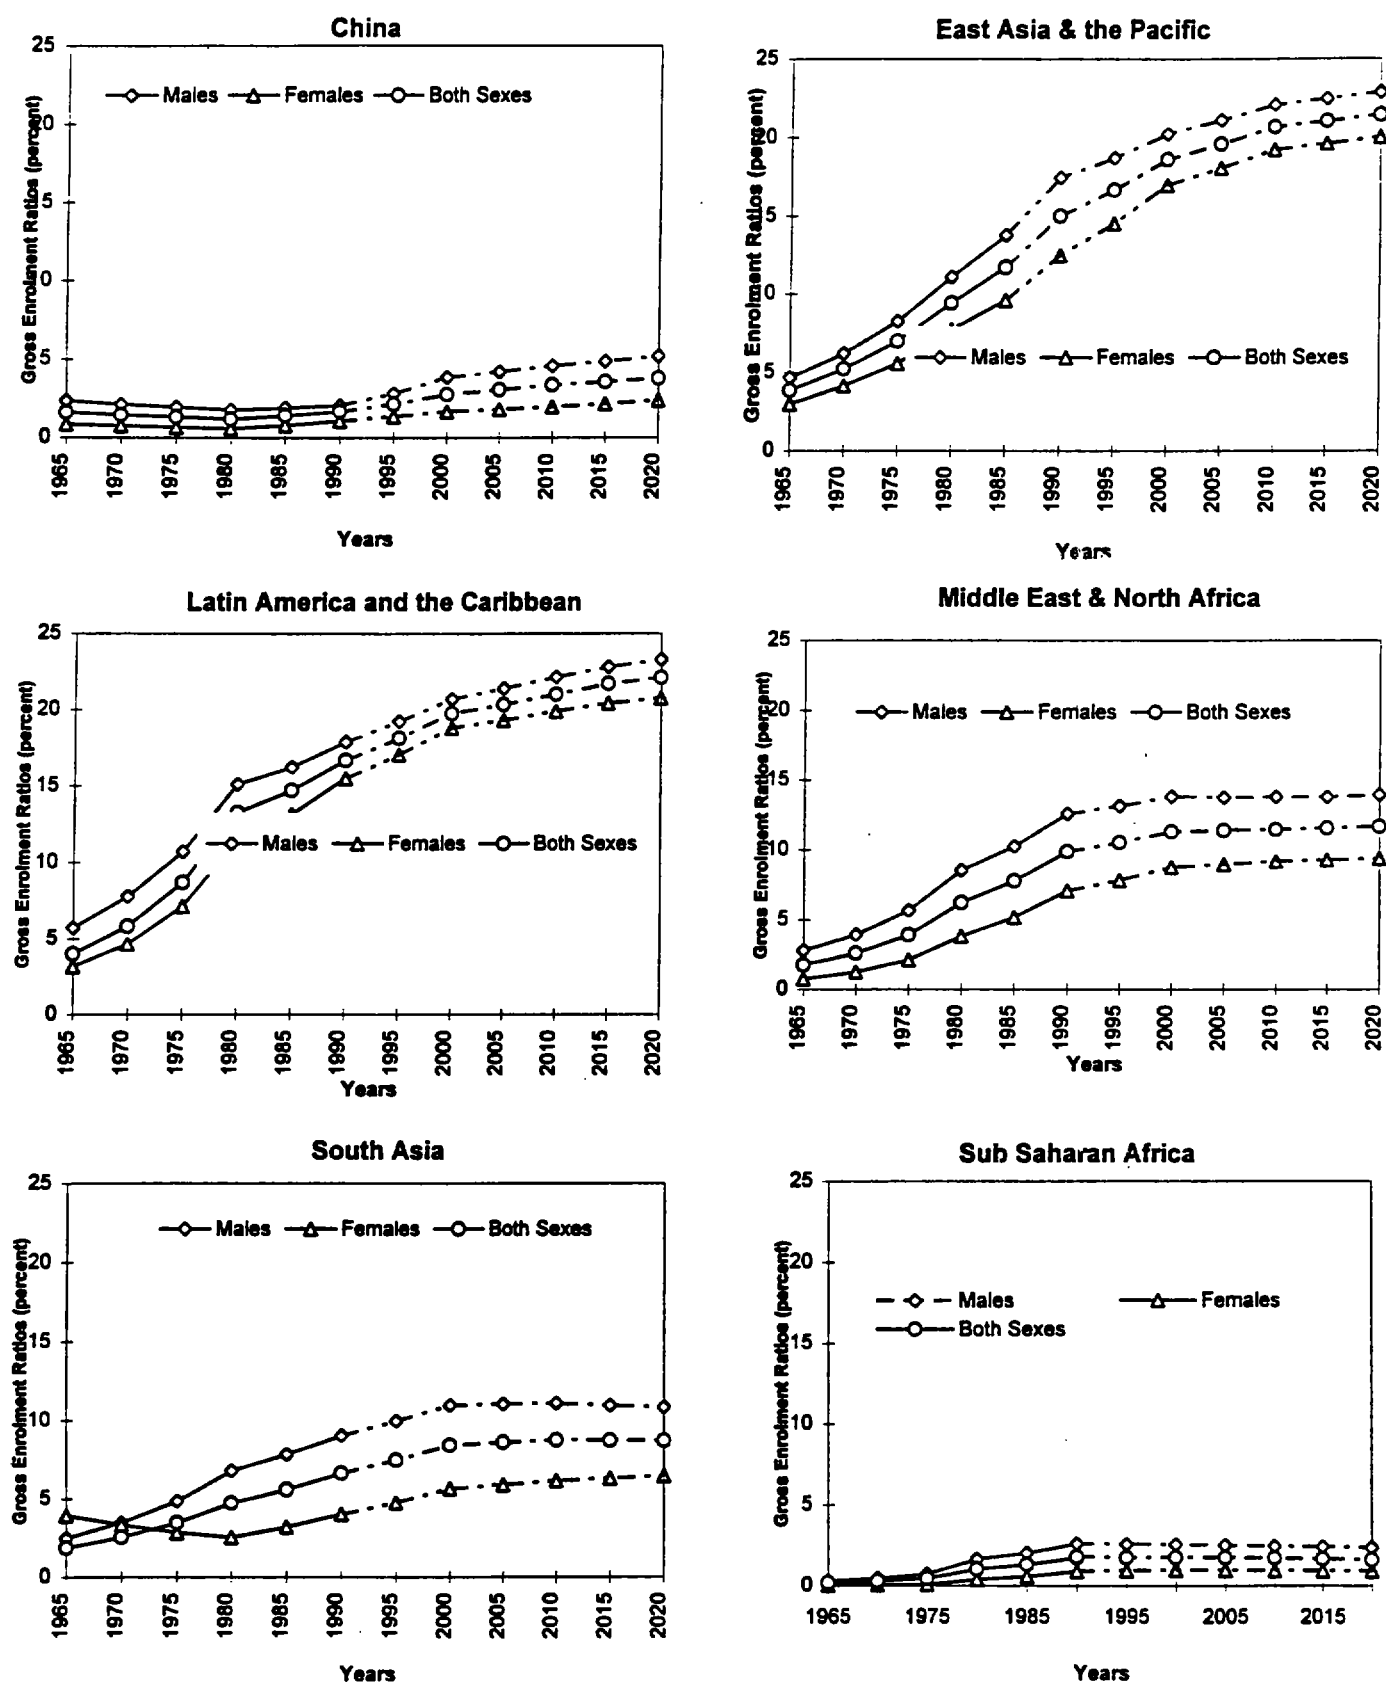 China
25
20
15
10
5
0
Gross Enrolment Ratios (percent)
Males Females Both Sexes
1965 1970 1975 1980 1985 1990 1995 2000 2005 2010 2015 2020
Years
East Asia & the Pacific
25
20
15
10
5
0
Gross Enrolment Ratios (percent)
Males Females Both Sexes
1965 1970 1975 1980 1985 1990 1995 2000 2005 2010 2015 2020
Years
Latin America and the Caribbean
25
20
15
10
5
0
Gross Enrolment Ratios (percent)
Males Females Both Sexes
1965 1970 1975 1980 1985 1990 1995 2000 2005 2010 2015 2020
Years
Middle East & North Africa
25
20
15
10
5
0
Gross Enrolment Ratios (percent)
Males Females Both Sexes
1965 1970 1975 1980 1985 1990 1995 2000 2005 2010 2015 2020
Years
South Asia
25
20
15
10
5
0
Gross Enrolment Ratios (percent)
Males Females Both Sexes
1965 1970 1975 1980 1985 1990 1995 2000 2005 2010 2015 2020
Years
Sub Saharan Africa
25
20
15
10
5
0
Gross Enrolment Ratios (percent)
Males Females
Both Sexes
1965 1975 1985 1995 2005 2015
Years